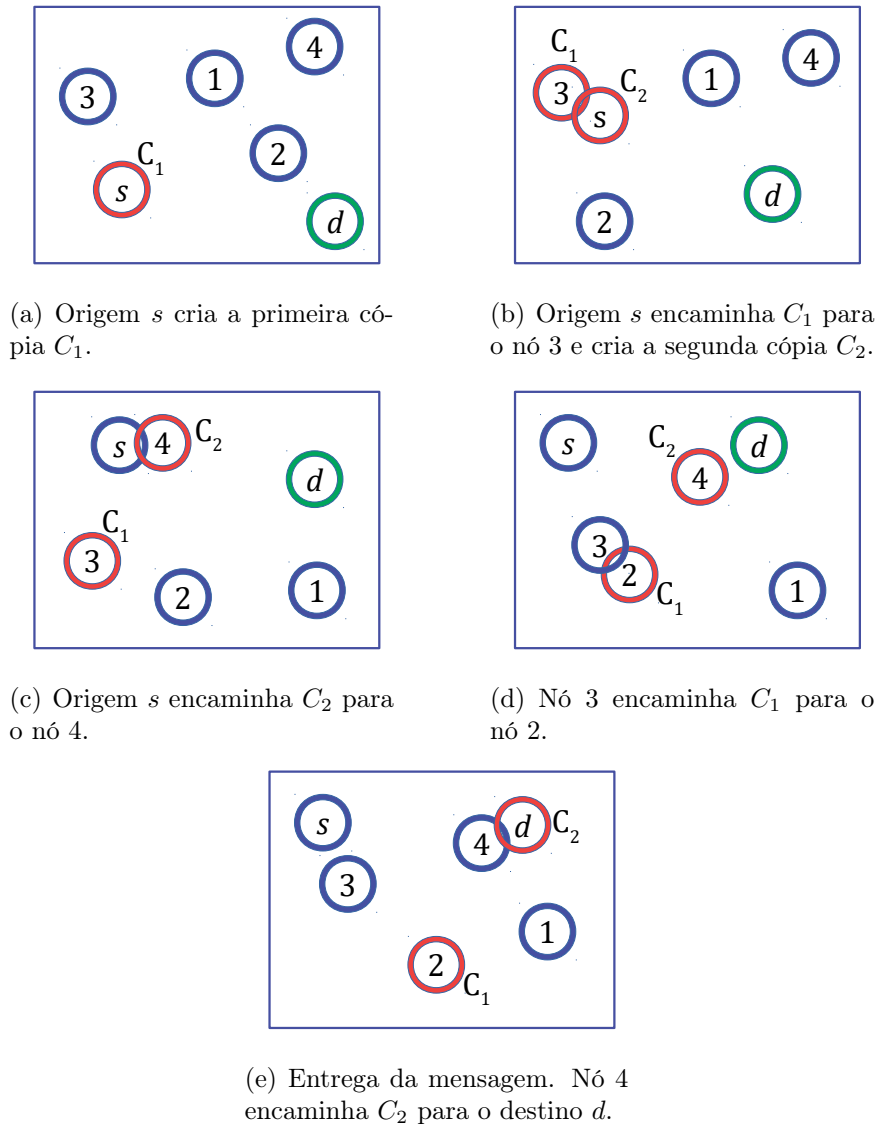 4
1
3
2
C₁
s
d
(a) Origem s cria a primeira có-
pia C₁.
C₁
4
1
3
C₂
s
d
2
(b) Origem s encaminha C₁ para
o nó 3 e cria a segunda cópia C₂.
s 4 C₂
d
C₁
3
2
1
(c) Origem s encaminha C₂ para
o nó 4.
s
C₂
d
4
3
2
C₁
1
(d) Nó 3 encaminha C₁ para o
nó 2.
s
d C₂
4
3
1
2
C₁
(e) Entrega da mensagem. Nó 4
encaminha C₂ para o destino d.